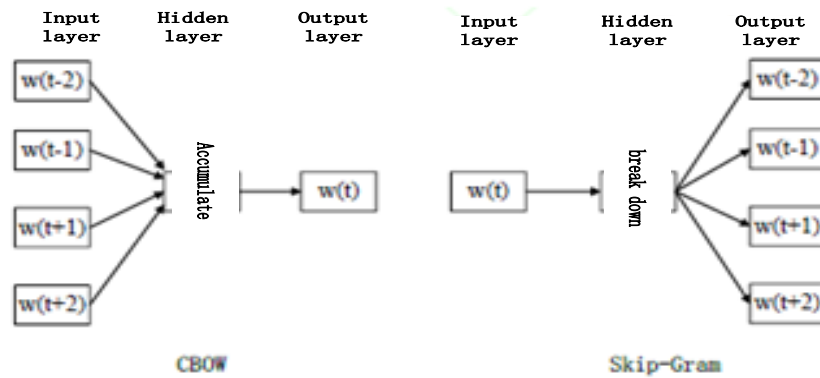 Input
layer
Hidden
layer
Output
layer
w(t-2)
w(t-1)
w(t+1)
w(t+2)
Accumulate
w(t)
CBOW
Input
layer
Hidden
layer
Output
layer
w(t)
break down
w(t-2)
w(t-1)
w(t+1)
w(t+2)
Skip-Gram